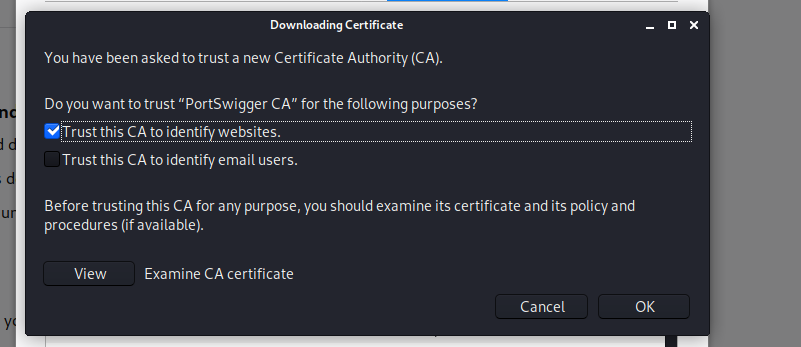 Downloading Certificate
You have been asked to trust a new Certificate Authority (CA).
Do you want to trust “PortSwigger CA” for the following purposes?
Trust this CA to identify websites.
Trust this CA to identify email users.
Before trusting this CA for any purpose, you should examine its certificate and its policy and
procedures (if available).
View
Examine CA certificate
Cancel
OK